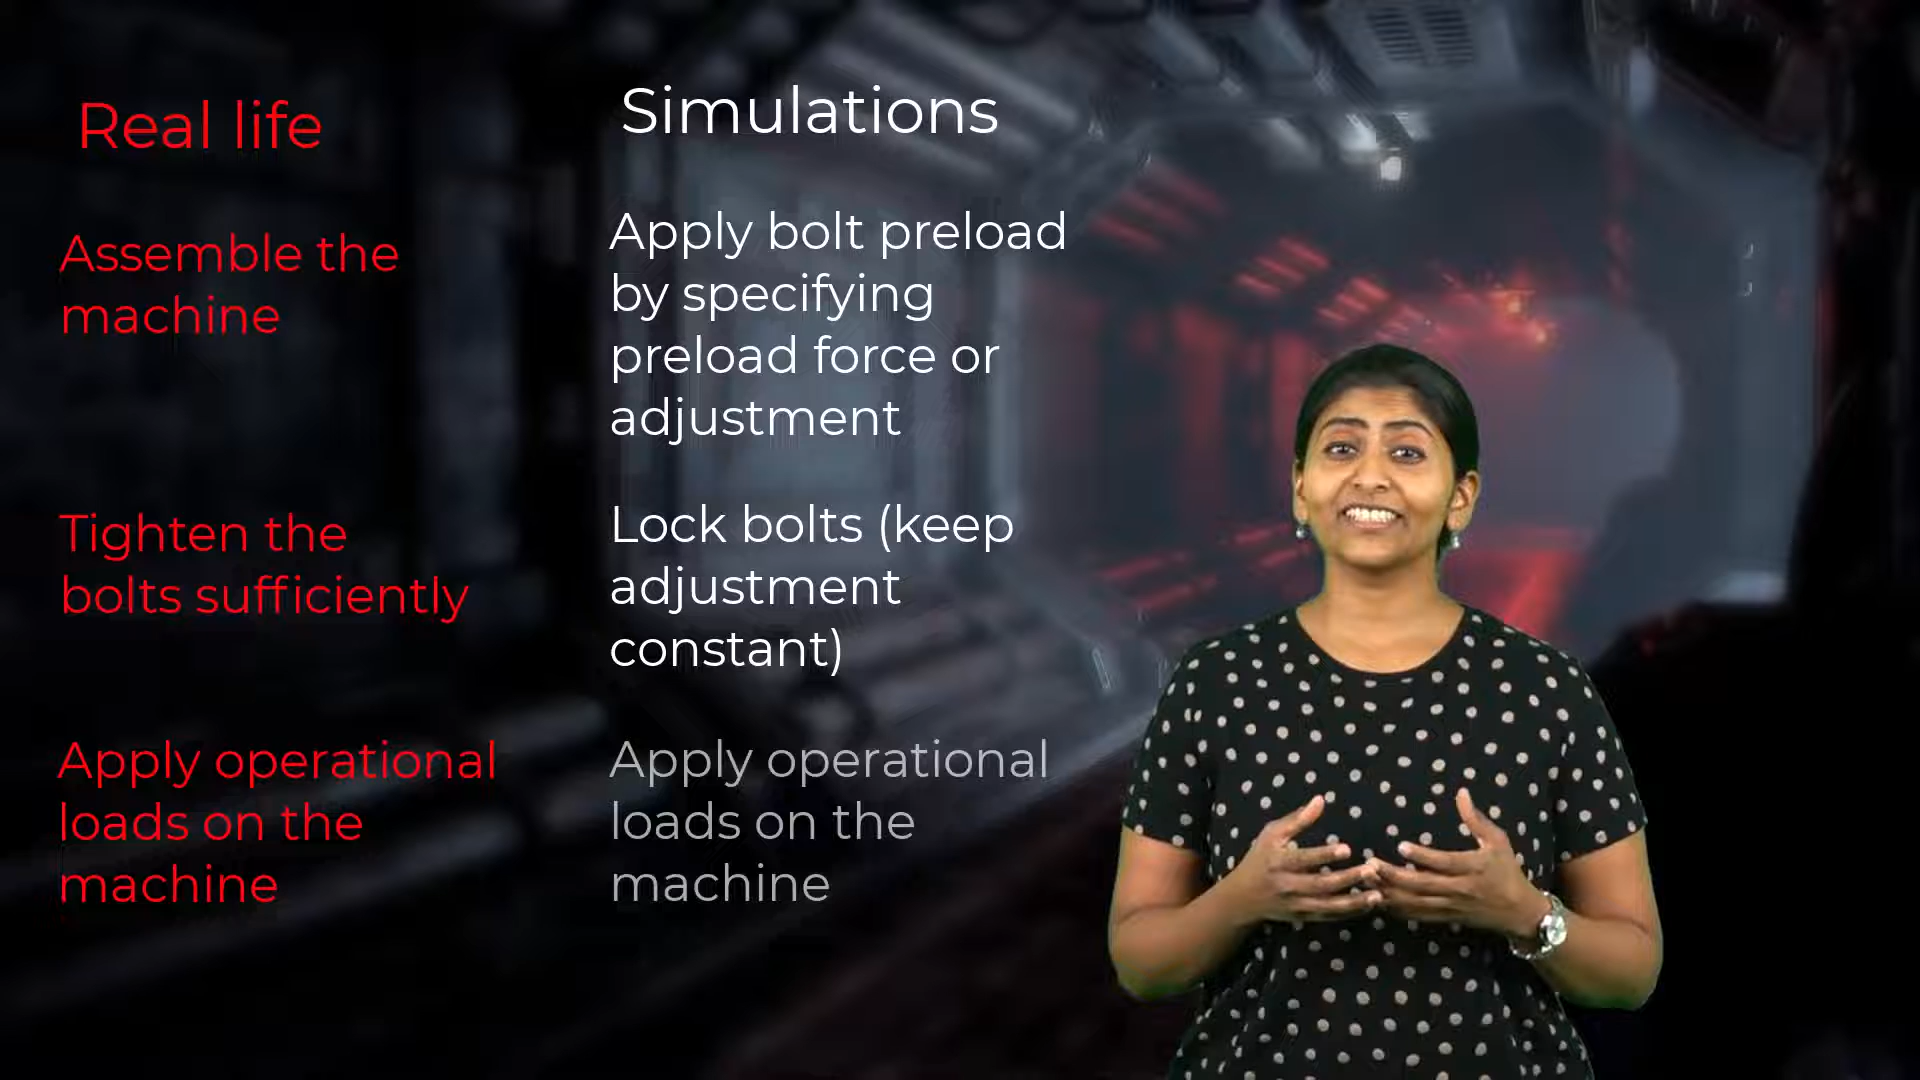 Real life
Assemble the
machine
Tighten the
bolts sufficiently
Apply operational
loads on the
machine
Simulations
Apply bolt preload
by specifying
preload force or
adjustment
Lock bolts (keep
adjustment
constant)
Apply operational
loads on the
machine